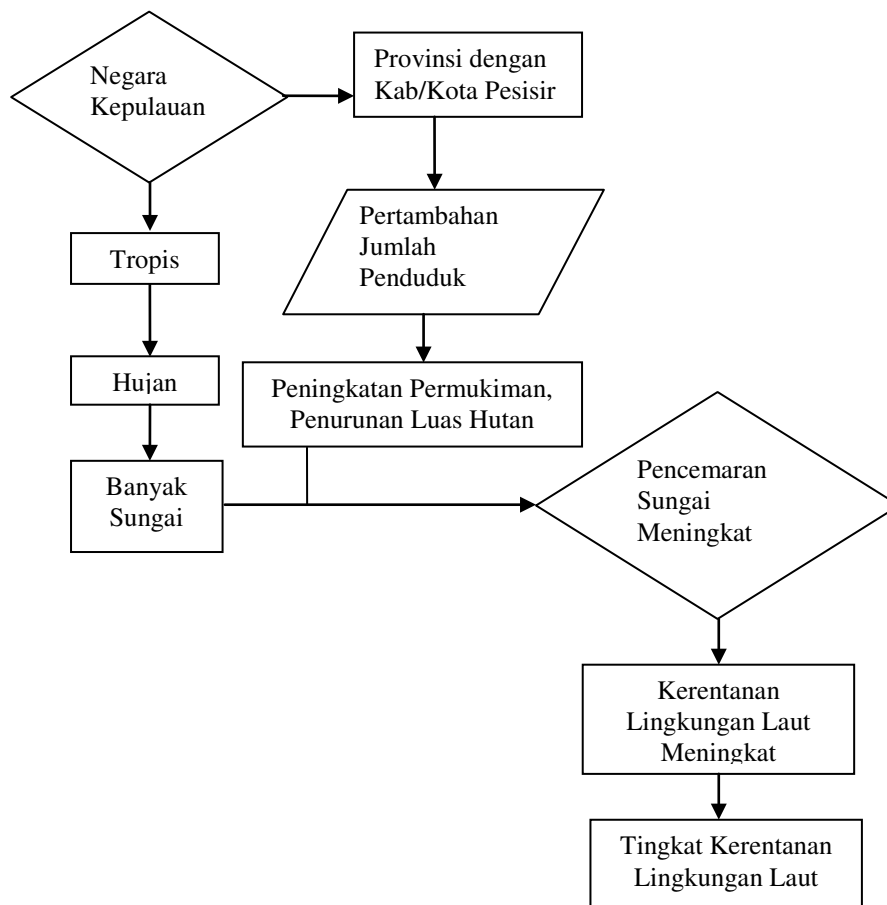 Negara
Kepulauan
Provinsi dengan
Kab/Kota Pesisir
Tropis
Pertambahan
Jumlah
Penduduk
Hujan
Peningkatan Permukiman,
Penurunan Luas Hutan
Banyak
Sungai
Pencemaran
Sungai
Meningkat
Kerentanan
Lingkungan Laut
Meningkat
Tingkat Kerentanan
Lingkungan Laut